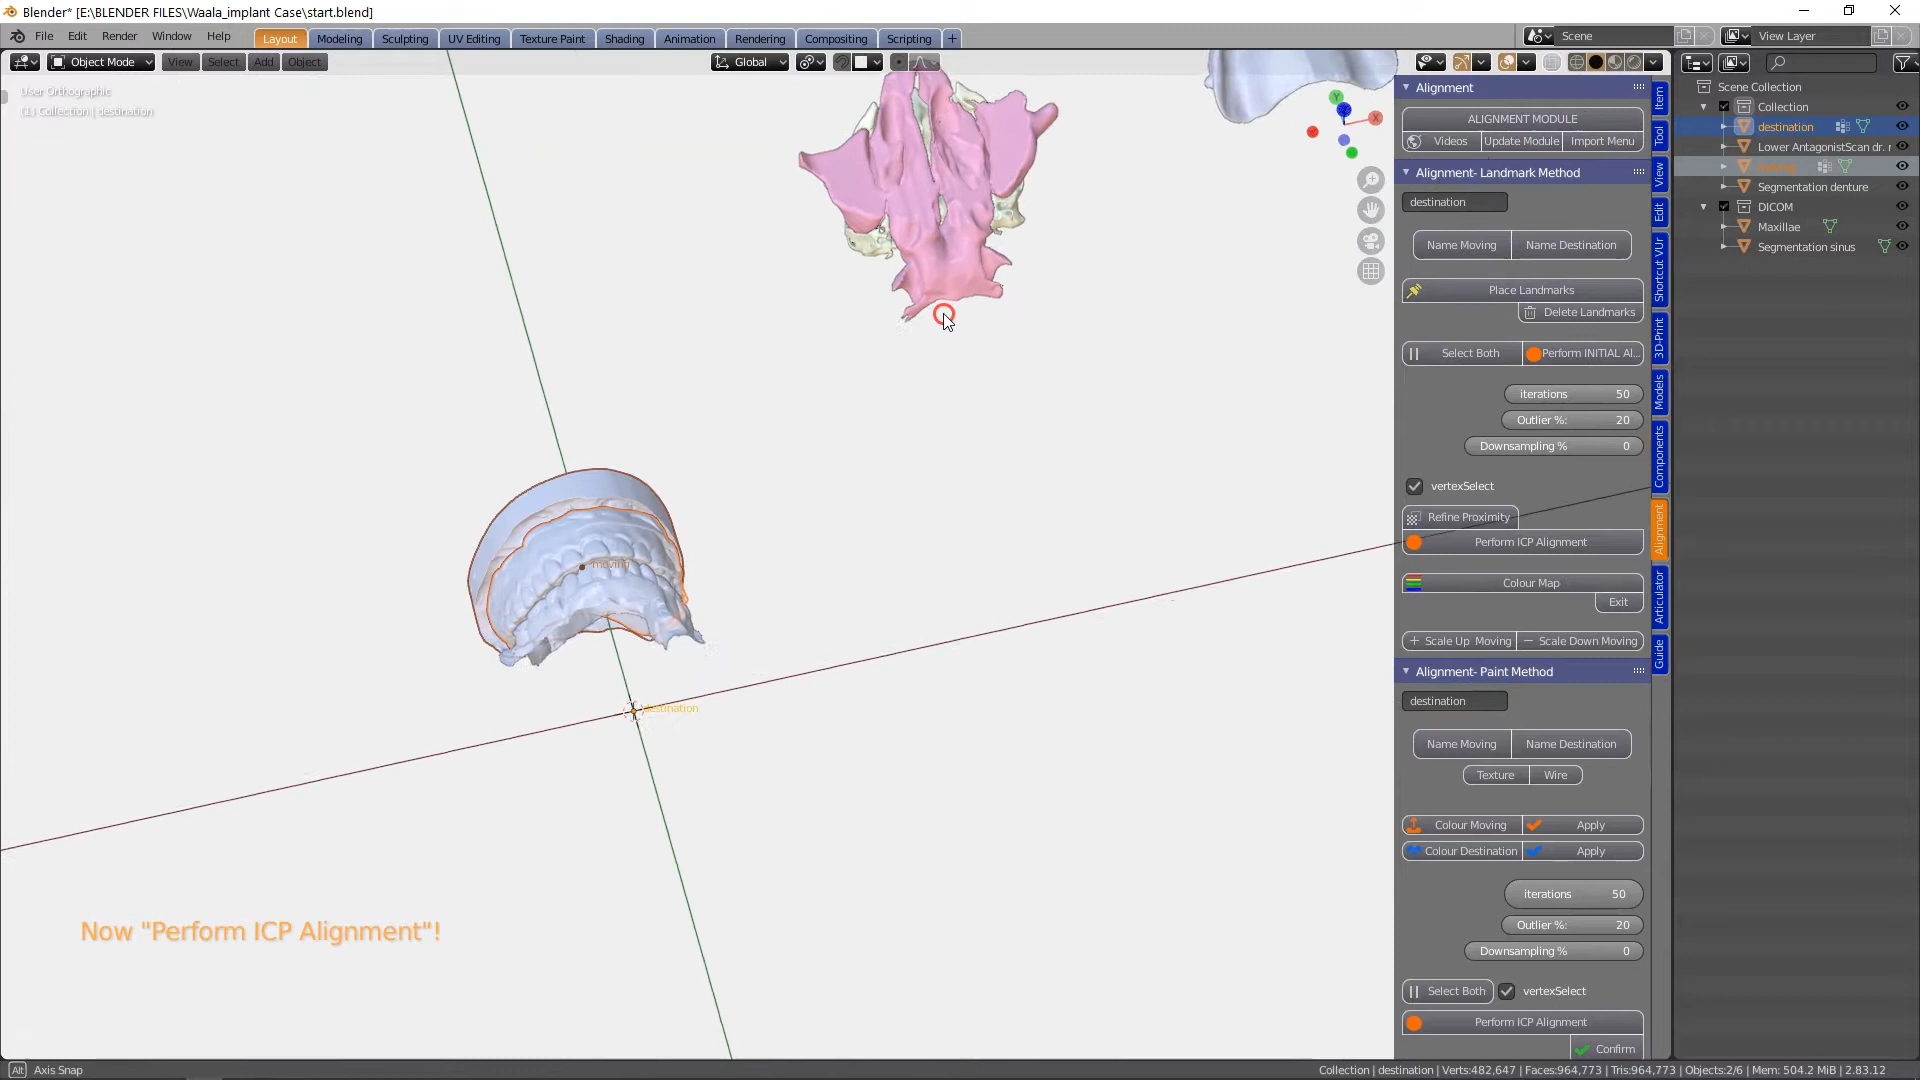 Blender* [E:\BLENDER FILES\Waala_implant Case\start.blend]
File Edit Render Window Help Layout Modeling Sculpting UV Editing Texture Paint Shading Animation Rendering Compositing Scripting + Scene View Layer
Object Mode View Select Add Object Global
User Orthographic
(1) Collection | destination
Alignment
ALIGNMENT MODULE
Videos Update Module Import Menu
Alignment- Landmark Method
destination
Name Moving Name Destination
Place Landmarks
Delete Landmarks
Select Both Perform INITIAL Al...
iterations 50
Outlier %: 20
Downsampling % 0
vertexSelect
Refine Proximity
Perform ICP Alignment
Colour Map
Exit
Scale Up Moving Scale Down Moving
Alignment- Paint Method
destination
Name Moving Name Destination
Texture Wire
Colour Moving Apply
Colour Destination Apply
iterations 50
Outlier %: 20
Downsampling % 0
Select Both vertexSelect
Perform ICP Alignment
Confirm
Item
Tool
View
Edit
Shortcut VUr
3D-Print
Models
Components
Alignment
Articulator
Guide
Scene Collection
Collection
destination
Lower AntagonistScan dr.
Segmentation denture
DICOM
Maxillae
Segmentation sinus
Y
Z
X
moving
destination
Now "Perform ICP Alignment"!
Alt Axis Snap
Collection | destination | Verts:482,647 | Faces:964,773 | Tris:964,773 | Objects:2/6 | Mem: 504.2 MiB | 2.83.12